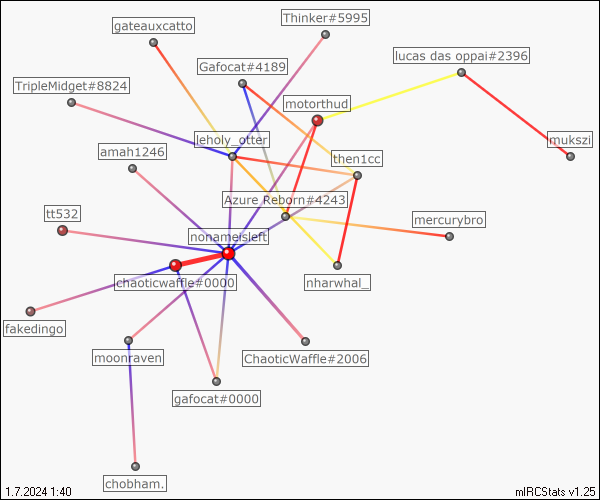 Thinker#5995
gateauxcatto
lucas das oppai#2396
Gafocat#4189
TripleMidget#8824
motorthud
leholy_otter
mukszi
amah1246
then1cc
Azure Reborn#4243
tt532
mercurybro
nonameisleft
chaoticwaffle#0000
nharwhal_
fakedingo
moonraven
ChaoticWaffle#2006
gafocat#0000
chobham.
1.7.2024 1:40
mIRCStats v1.25